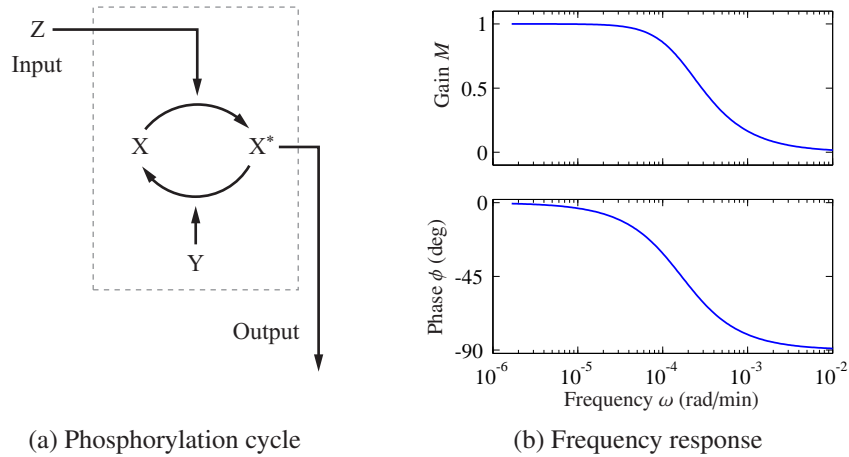 Z
Input
X
X*
Y
Output
(a) Phosphorylation cycle
1
0.5
0
Gain M
0
-45
-90
Phase ϕ (deg)
10⁻⁶ 10⁻⁵ 10⁻⁴ 10⁻³ 10⁻²
Frequency ω (rad/min)
(b) Frequency response